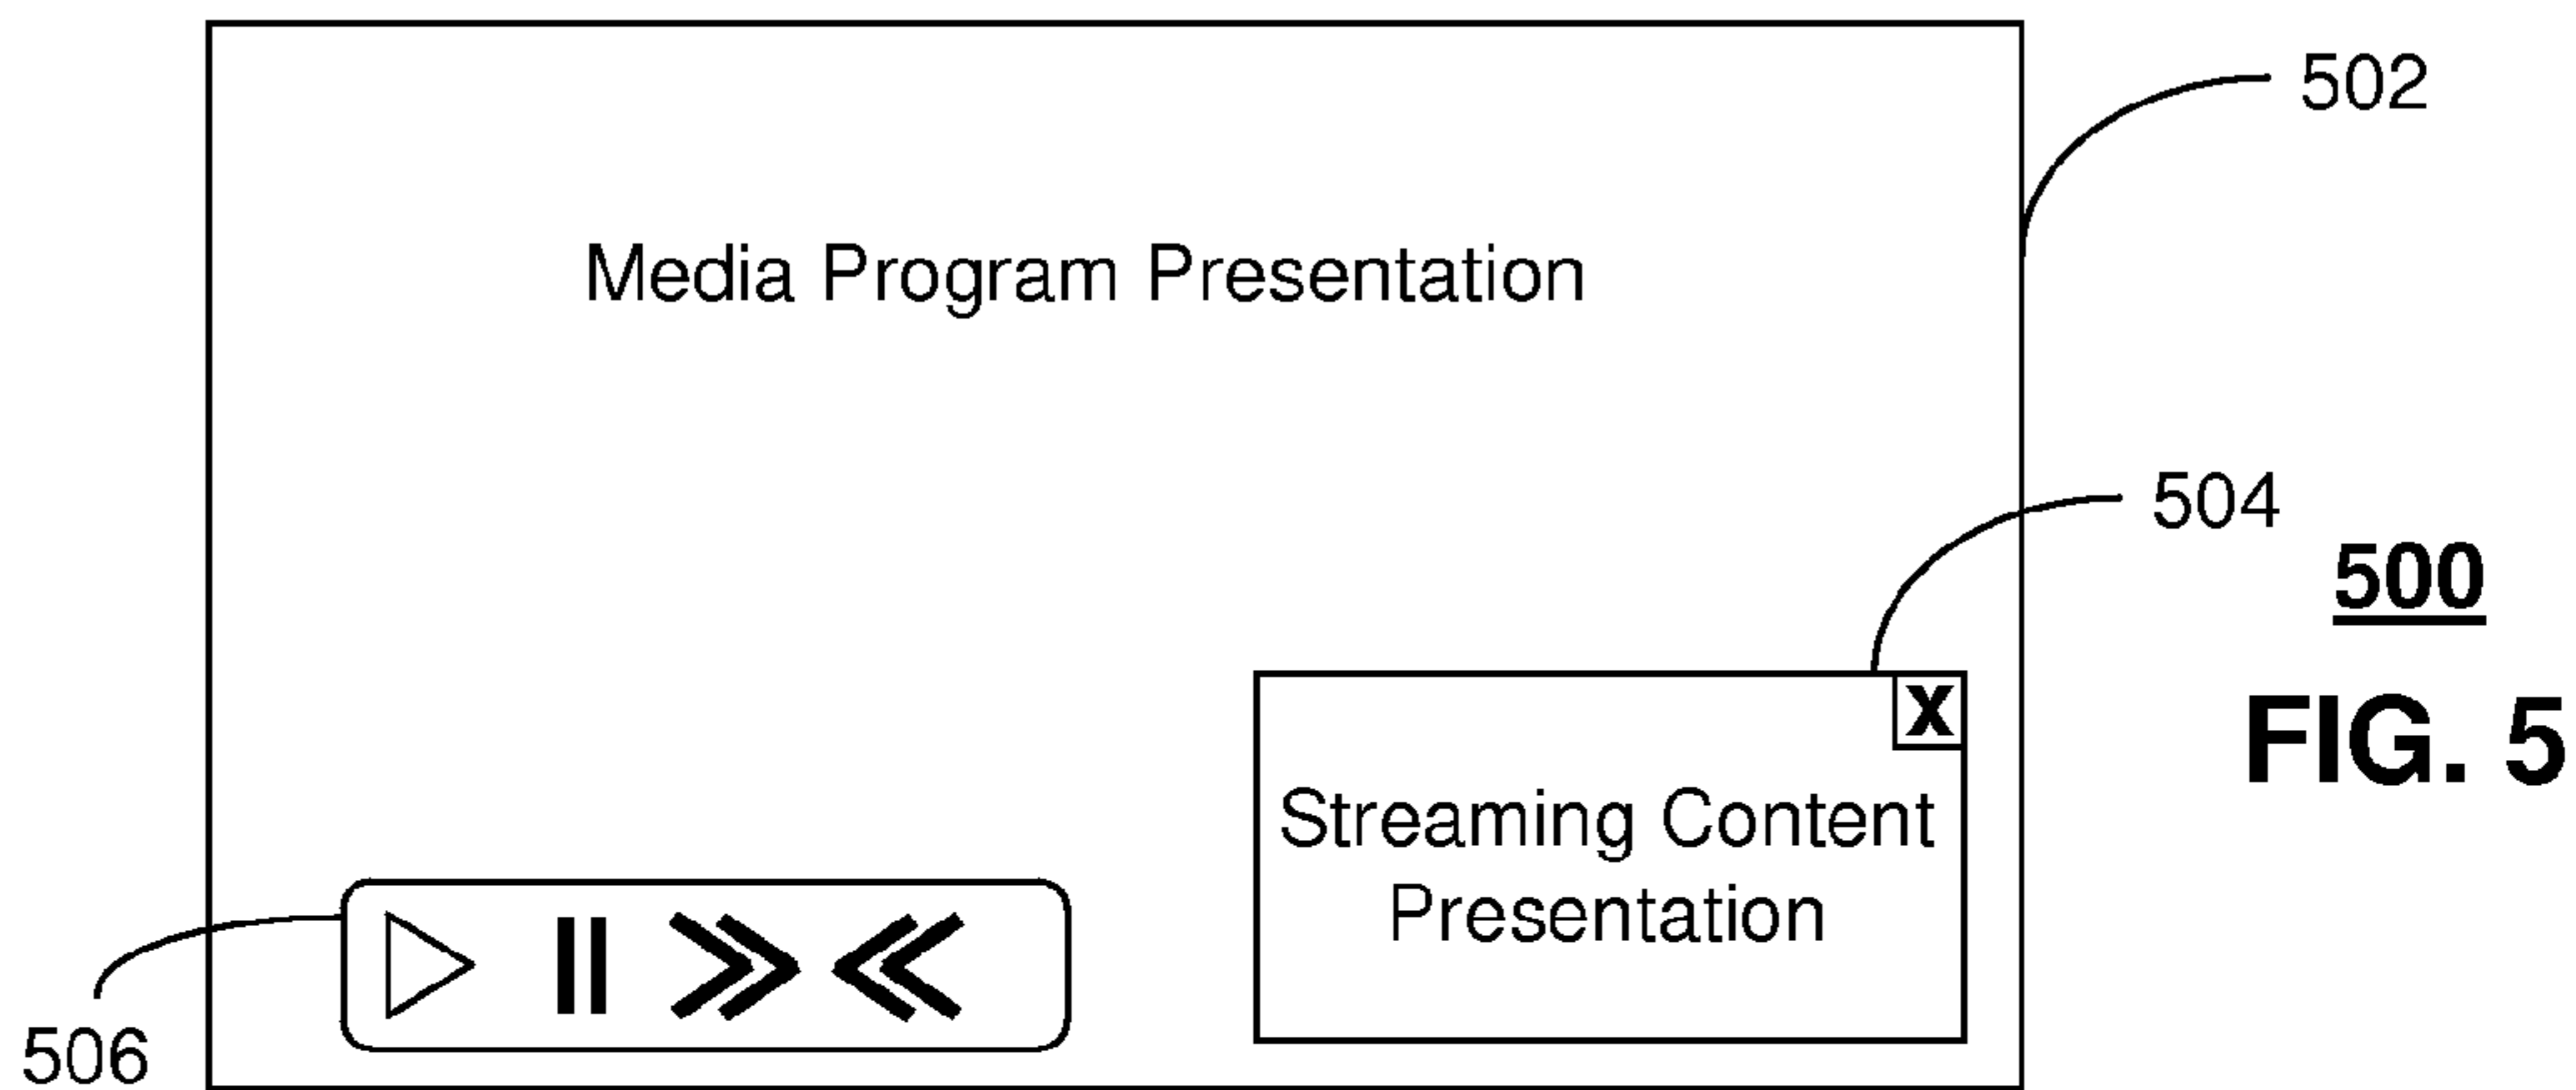 502
Media Program Presentation
504
500
X
FIG. 5
Streaming Content
Presentation
506